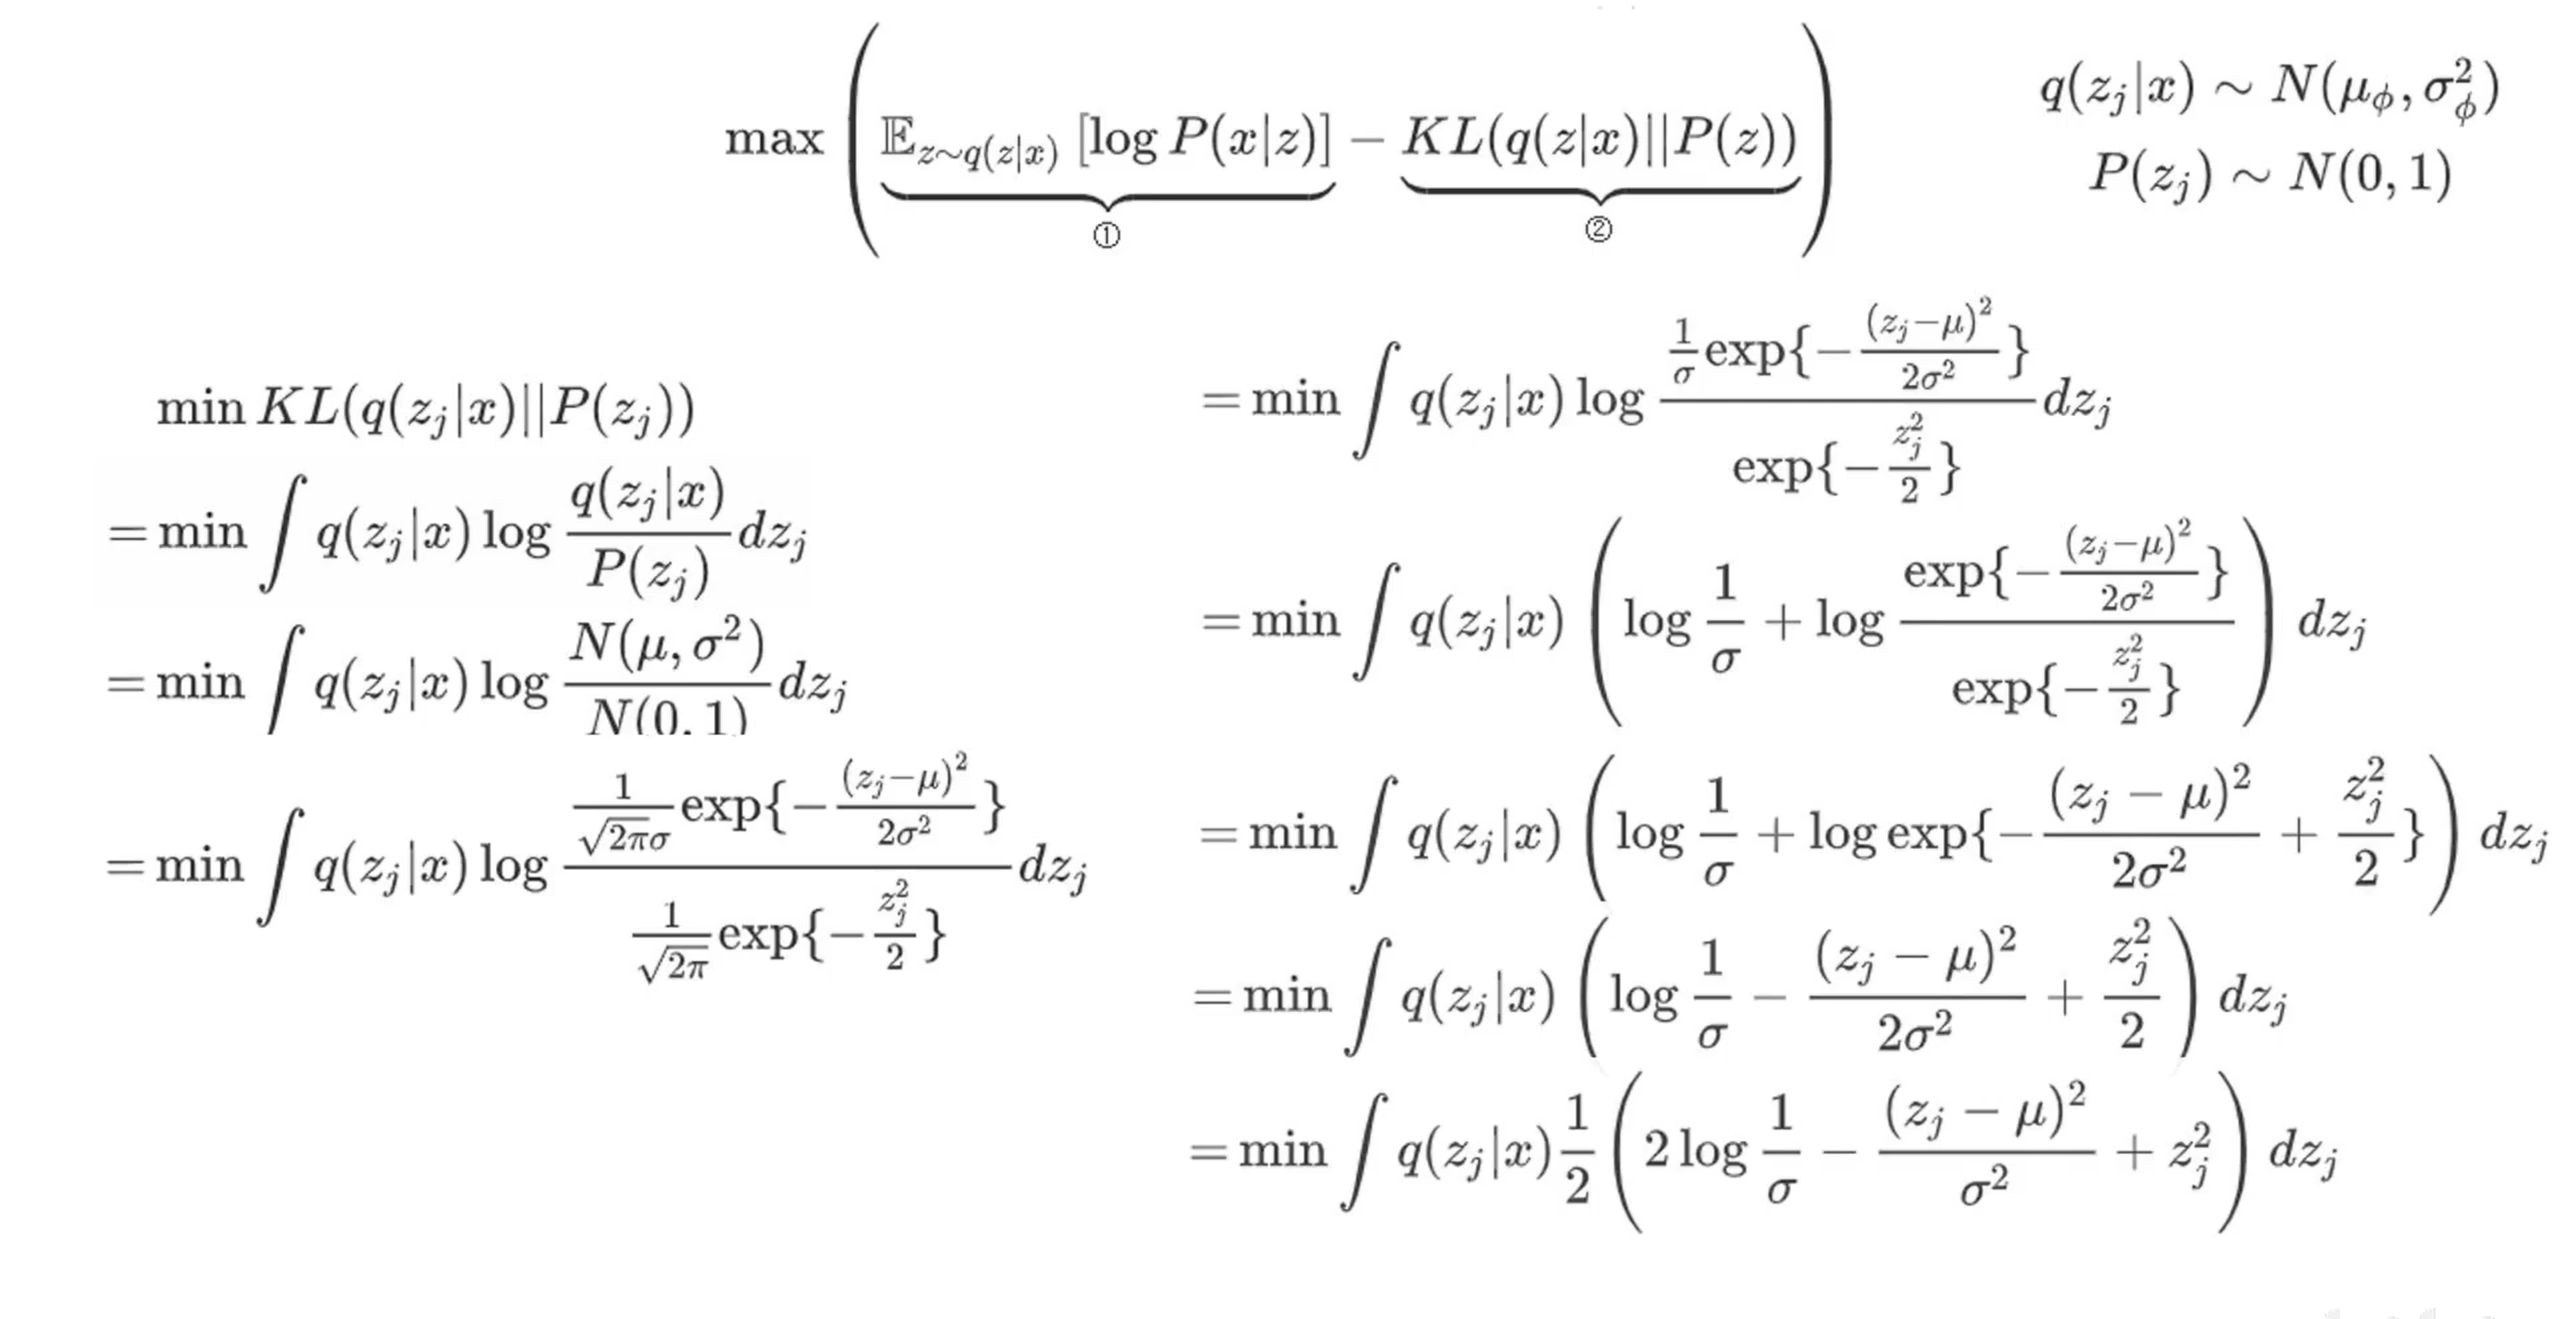 $\max\left(\underbrace{\mathbb{E}_{z\sim q(z|x)}\left[\log P(x|z)\right]}_{①}-\underbrace{KL(q(z|x)||P(z))}_{②}\right)$
$q(z_j|x)\sim N(\mu_\phi,\sigma_\phi^2)$
$P(z_j)\sim N(0,1)$
$\min KL(q(z_j|x)||P(z_j))$
$=\min\int q(z_j|x)\log\frac{q(z_j|x)}{P(z_j)}dz_j$
$=\min\int q(z_j|x)\log\frac{N(\mu,\sigma^2)}{N(0,1)}dz_j$
$=\min\int q(z_j|x)\log\frac{\frac{1}{\sqrt{2\pi}\sigma}\exp\{-\frac{(z_j-\mu)^2}{2\sigma^2}\}}{\frac{1}{\sqrt{2\pi}}\exp\{-\frac{z_j^2}{2}\}}dz_j$
$=\min\int q(z_j|x)\log\frac{\frac{1}{\sigma}\exp\{-\frac{(z_j-\mu)^2}{2\sigma^2}\}}{\exp\{-\frac{z_j^2}{2}\}}dz_j$
$=\min\int q(z_j|x)\left(\log\frac{1}{\sigma}+\log\frac{\exp\{-\frac{(z_j-\mu)^2}{2\sigma^2}\}}{\exp\{-\frac{z_j^2}{2}\}}\right)dz_j$
$=\min\int q(z_j|x)\left(\log\frac{1}{\sigma}+\log\exp\{-\frac{(z_j-\mu)^2}{2\sigma^2}+\frac{z_j^2}{2}\}\right)dz_j$
$=\min\int q(z_j|x)\left(\log\frac{1}{\sigma}-\frac{(z_j-\mu)^2}{2\sigma^2}+\frac{z_j^2}{2}\right)dz_j$
$=\min\int q(z_j|x)\frac{1}{2}\left(2\log\frac{1}{\sigma}-\frac{(z_j-\mu)^2}{\sigma^2}+z_j^2\right)dz_j$